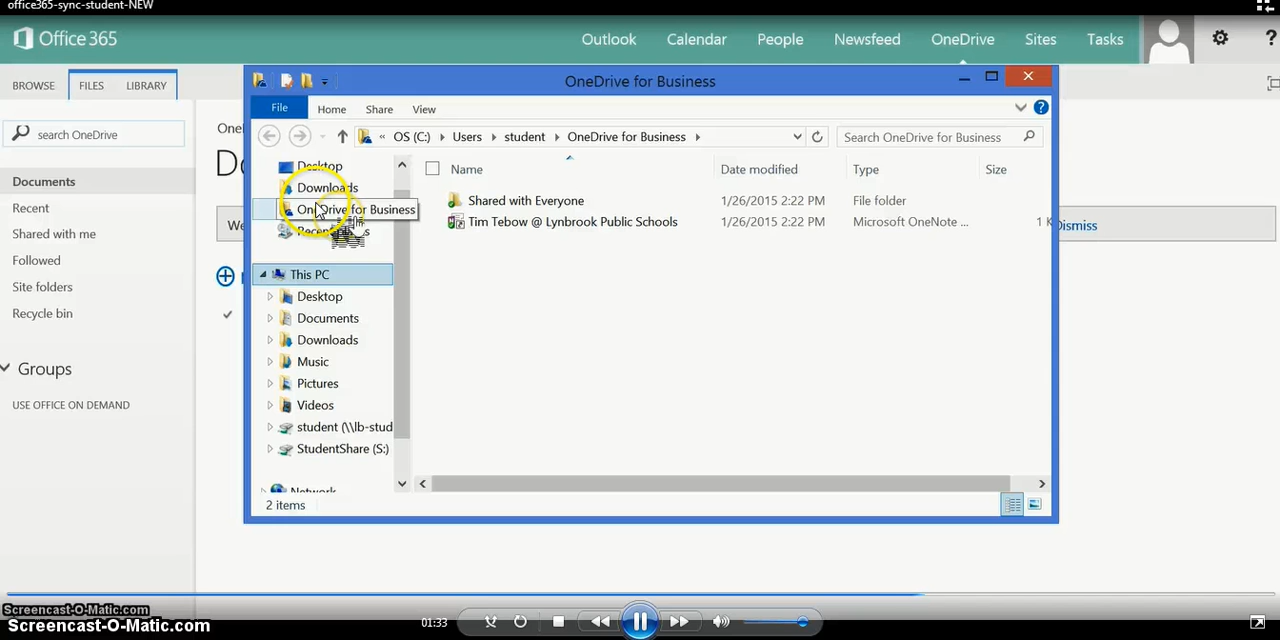 office365-sync-student-NEW
Office 365
Outlook Calendar People Newsfeed OneDrive Sites Tasks ?
BROWSE FILES LIBRARY
search OneDrive
Documents
Recent
Shared with me
Followed
Site folders
Recycle bin
Groups
USE OFFICE ON DEMAND
Dismiss
OneDrive for Business
File Home Share View
« OS (C:) Users student OneDrive for Business
Search OneDrive for Business
Name Date modified Type Size
Shared with Everyone 1/26/2015 2:22 PM File folder
Tim Tebow @ Lynbrook Public Schools 1/26/2015 2:22 PM Microsoft OneNote ... 1 K
Desktop
Downloads
OneDrive for Business
This PC
Desktop
Documents
Downloads
Music
Pictures
Videos
student (\\lb-stud
StudentShare (S:)
Network
2 items
Screencast-O-Matic.com
Screencast-O-Matic.com
01:33